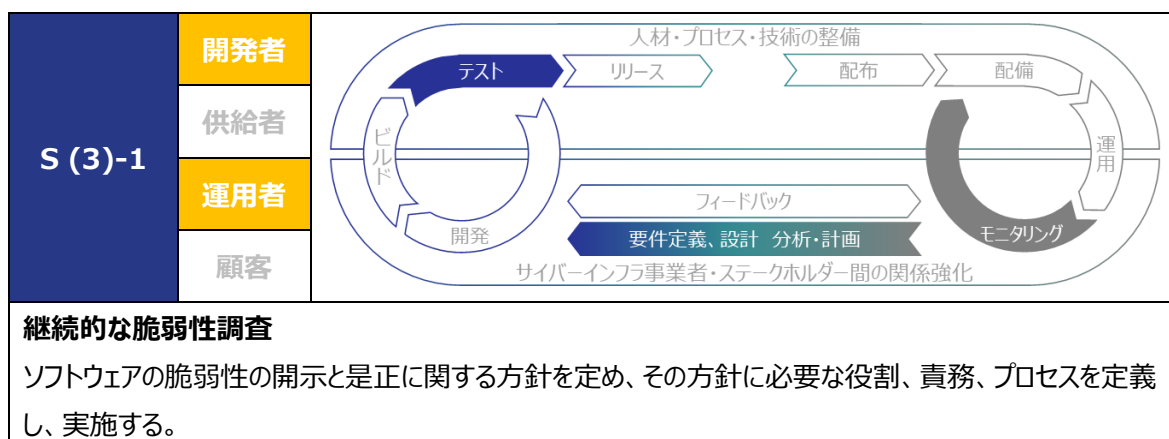 S (3)-1
開発者
供給者
運用者
顧客
人材・プロセス・技術の整備
テスト
リリース
配布
配備
ビルド
運用
フィードバック
開発
要件定義、設計 分析・計画
モニタリング
サイバーインフラ事業者・ステークホルダー間の関係強化
継続的な脆弱性調査
ソフトウェアの脆弱性の開示と是正に関する方針を定め、その方針に必要な役割、責務、プロセスを定義
し、実施する。